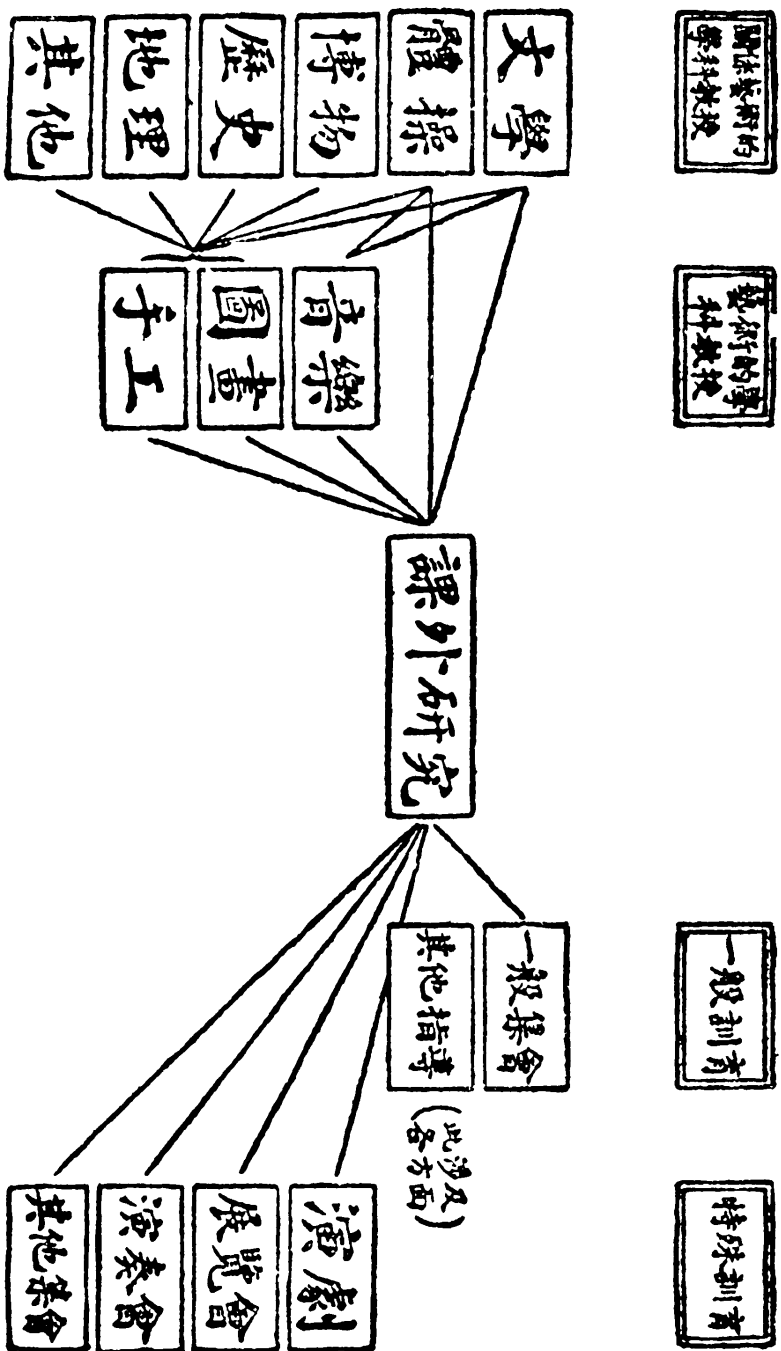 關係藝術的
學科教授
藝術的學
科教授
一般訓育
特殊訓育
文學
體操
博物
歷史
地理
其他
音樂
圖畫
手工
課外研究
一般集會
其他指導
(此涉及
各方面)
演劇
展覽會
演奏會
其他集會